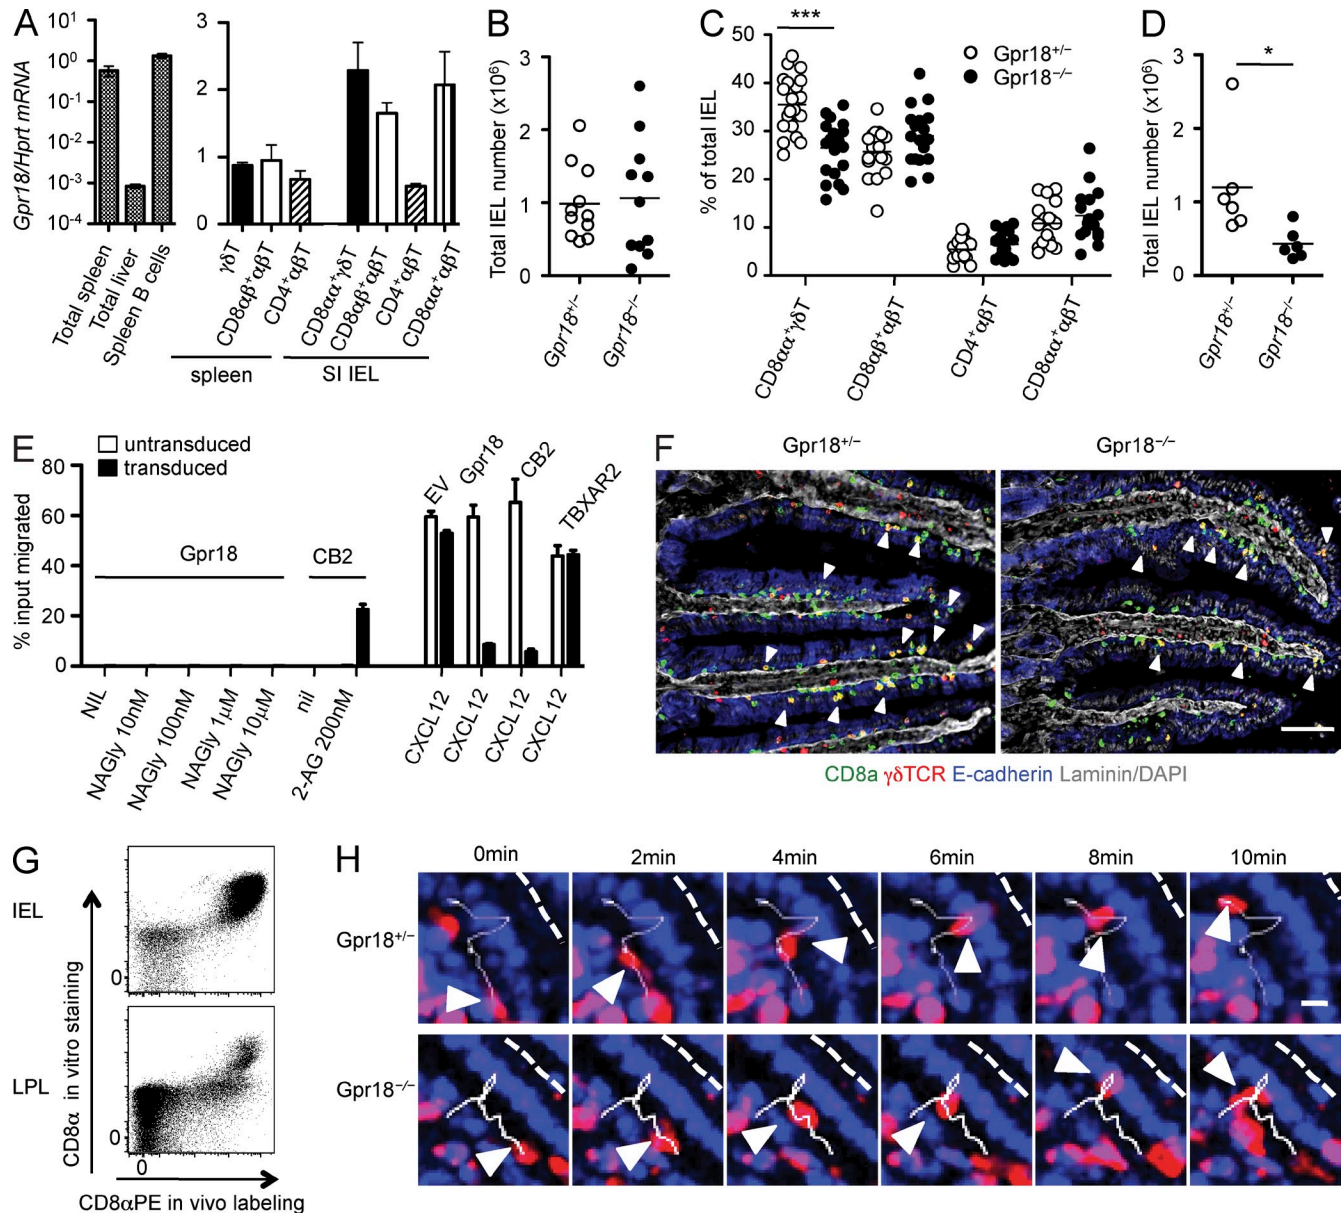 A
Gpr18/Hprt mRNA
10¹
10⁰
10⁻¹
10⁻²
10⁻³
10⁻⁴
Total spleen
Total liver
Spleen B cells
3
2
1
0
γδT
CD8αβ⁺αβT
CD4⁺αβT
CD8αα⁺γδT
CD8αβ⁺αβT
CD4⁺αβT
CD8αα⁺αβT
spleen
SI IEL
B
Total IEL number (x10⁶)
3
2
1
0
Gpr18⁺/⁻
Gpr18⁻/⁻
C
***
% of total IEL
50
40
30
20
10
0
Gpr18⁺/⁻
Gpr18⁻/⁻
CD8αα⁺γδT
CD8αβ⁺αβT
CD4⁺αβT
CD8αα⁺αβT
D
Total IEL number (x10⁶)
3
2
1
0
*
Gpr18⁺/⁻
Gpr18⁻/⁻
E
untransduced
transduced
% input migrated
80
60
40
20
0
Gpr18
CB2
EV
Gpr18
CB2
TBXAR2
NIL
NAGly 10nM
NAGly 100nM
NAGly 1μM
NAGly 10μM
nil
2-AG 200nM
CXCL12
CXCL12
CXCL12
CXCL12
F
Gpr18⁺/⁻
Gpr18⁻/⁻
CD8a γδTCR E-cadherin Laminin/DAPI
G
IEL
0
LPL
0
0
CD8α in vitro staining
CD8αPE in vivo labeling
H
0min
2min
4min
6min
8min
10min
Gpr18⁺/⁻
Gpr18⁻/⁻